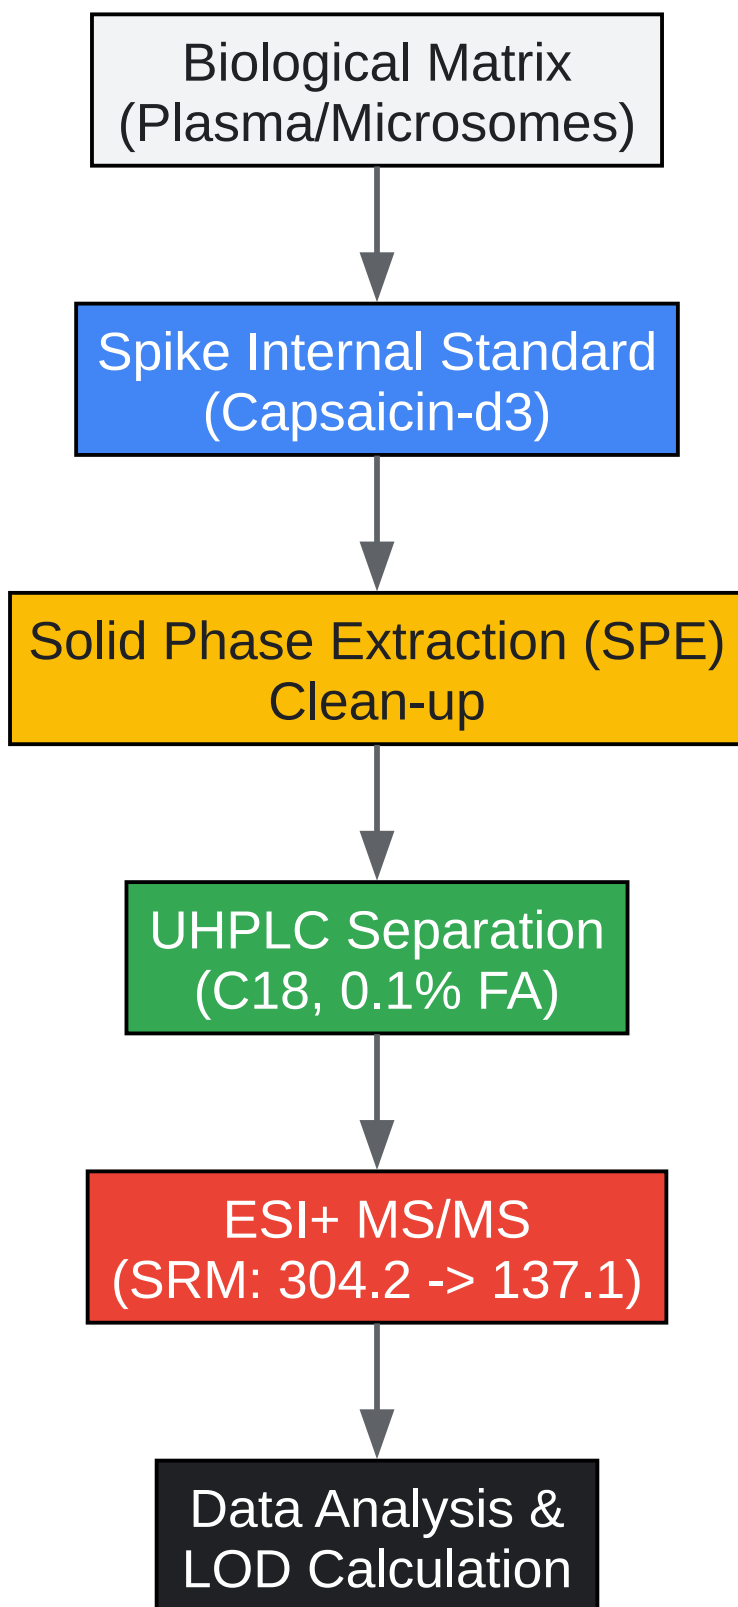 Biological Matrix
(Plasma/Microsomes)
Spike Internal Standard
(Capsaicin-d3)
Solid Phase Extraction (SPE)
Clean-up
UHPLC Separation
(C18, 0.1% FA)
ESI+ MS/MS
(SRM: 304.2 -> 137.1)
Data Analysis &
LOD Calculation